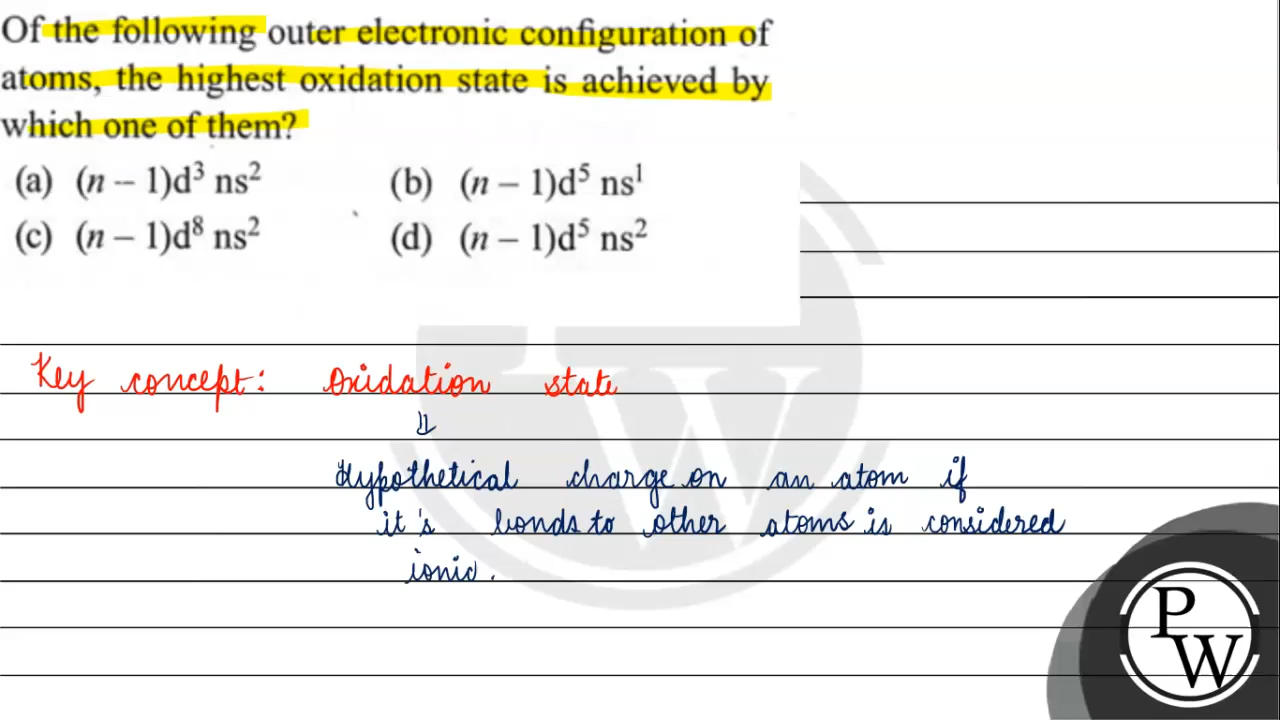 Of the following outer electronic configuration of
atoms, the highest oxidation state is achieved by
which one of them?
(a) (n – 1)d³ ns² (b) (n – 1)d⁵ ns¹
(c) (n – 1)d⁸ ns² (d) (n – 1)d⁵ ns²
Key concept: Oxidation state
⇓
Hypothetical charge on an atom if
it's bonds to other atoms is considered
ionic.
P
W